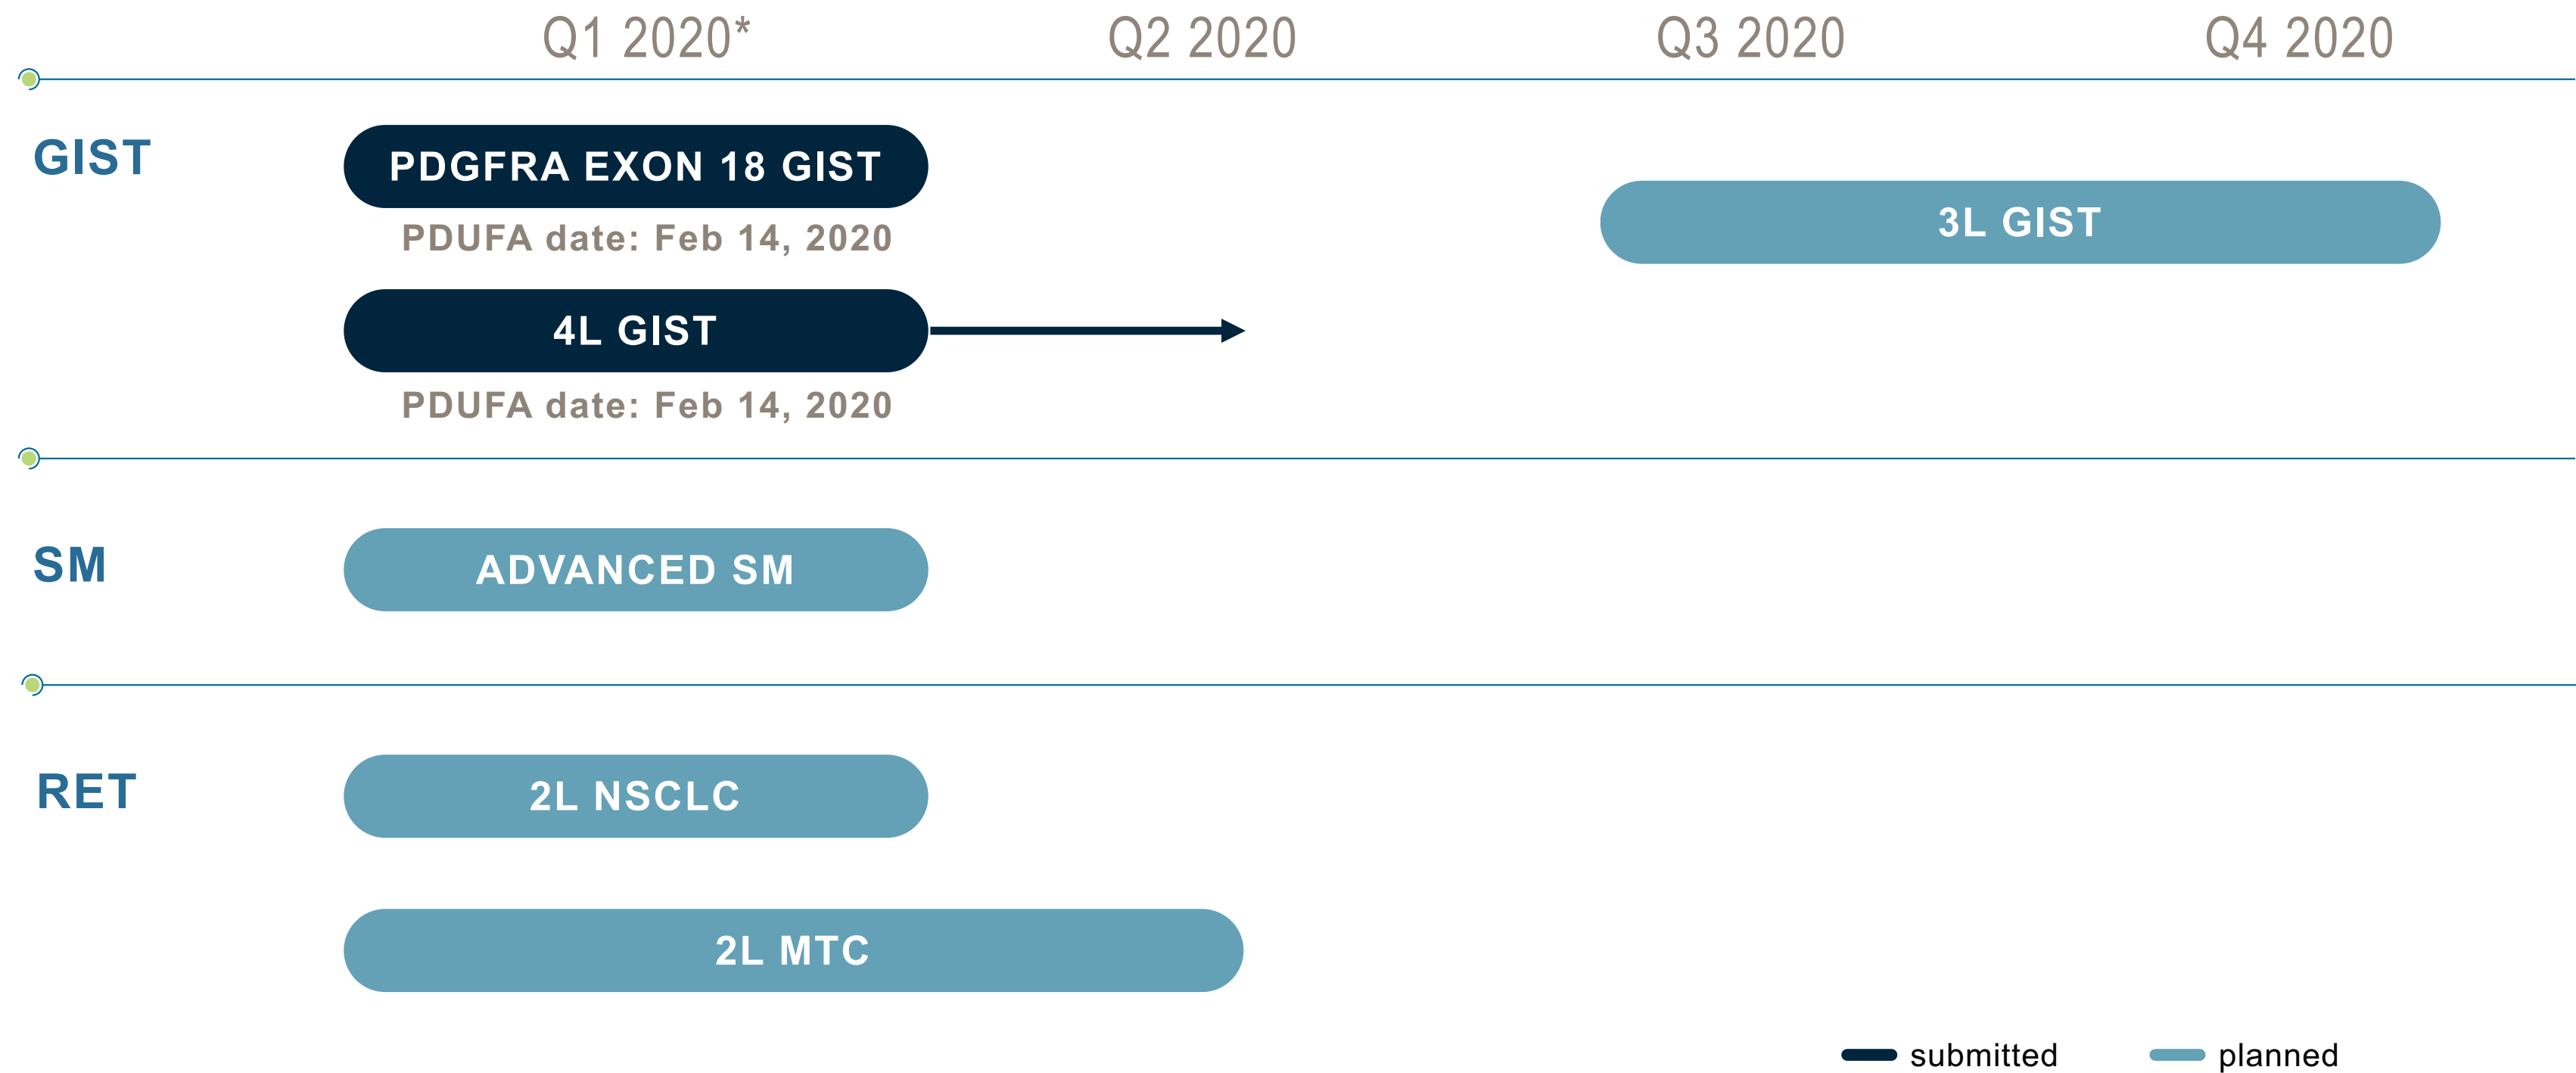 Q1 2020* Q2 2020 Q3 2020 Q4 2020
GIST
PDGFRA EXON 18 GIST
PDUFA date: Feb 14, 2020
3L GIST
4L GIST
PDUFA date: Feb 14, 2020
SM
ADVANCED SM
RET
2L NSCLC
2L MTC
submitted planned